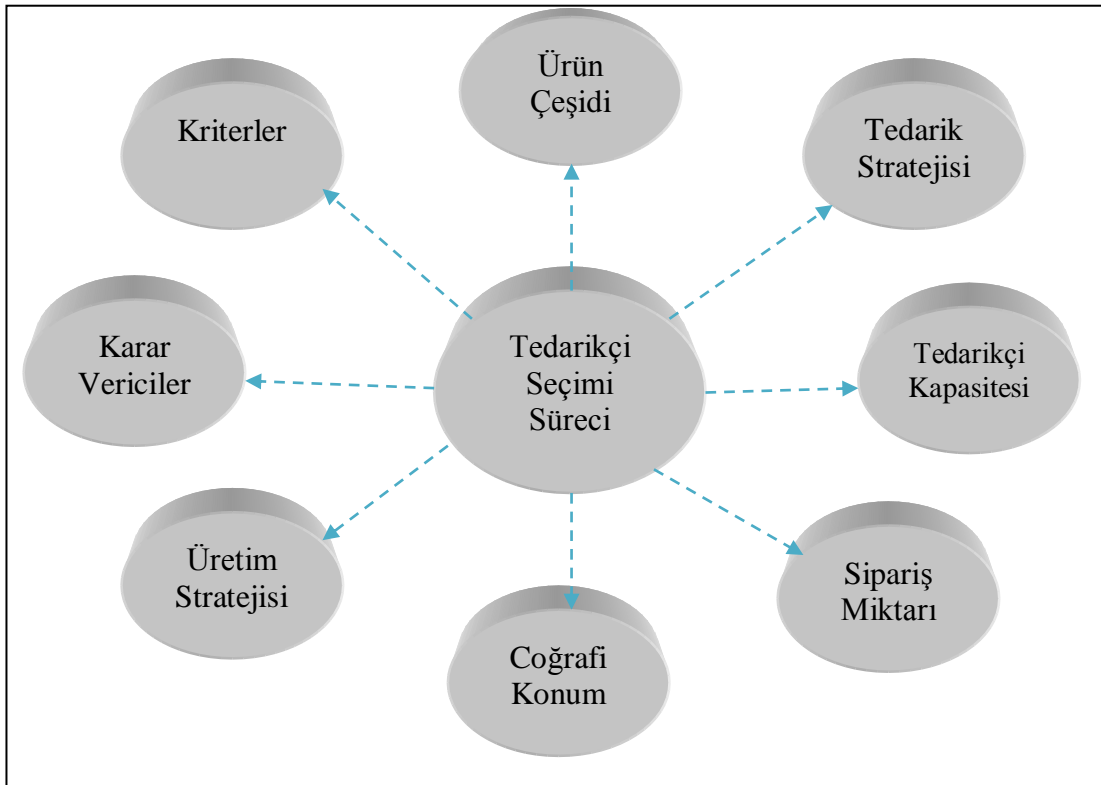 Ürün
Çeşidi
Kriterler
Tedarik
Stratejisi
Karar
Vericiler
Tedarikçi
Seçimi
Süreci
Tedarikçi
Kapasitesi
Üretim
Stratejisi
Sipariş
Miktarı
Coğrafi
Konum